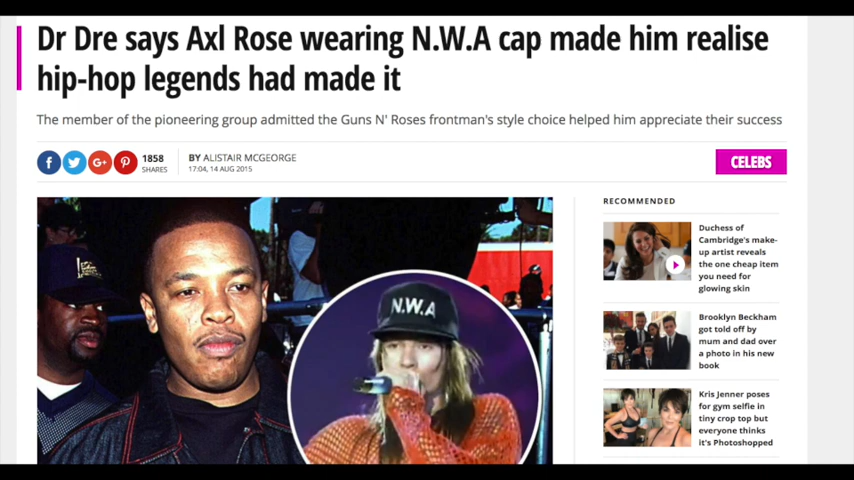 Dr Dre says Axl Rose wearing N.W.A cap made him realise
hip-hop legends had made it
The member of the pioneering group admitted the Guns N' Roses frontman's style choice helped him appreciate their success
1858
SHARES
BY ALISTAIR MCGEORGE
17:04, 14 AUG 2015
CELEBS
N.W.A
RECOMMENDED
Duchess of
Cambridge's make-
up artist reveals
the one cheap item
you need for
glowing skin
Brooklyn Beckham
got told off by
mum and dad over
a photo in his new
book
Kris Jenner poses
for gym selfie in
tiny crop top but
everyone thinks
it's Photoshopped